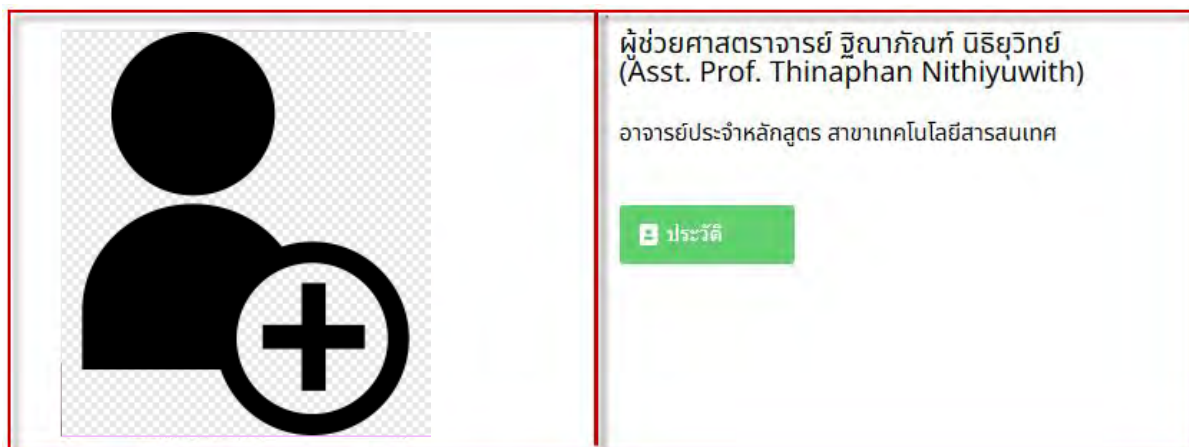 ผู้ช่วยศาสตราจารย์ ฐิณาภัณฑ์ นิธิยุวิทย์
(Asst. Prof. Thinaphan Nithiyuwith)
อาจารย์ประจำหลักสูตร สาขาเทคโนโลยีสารสนเทศ
ประวัติ